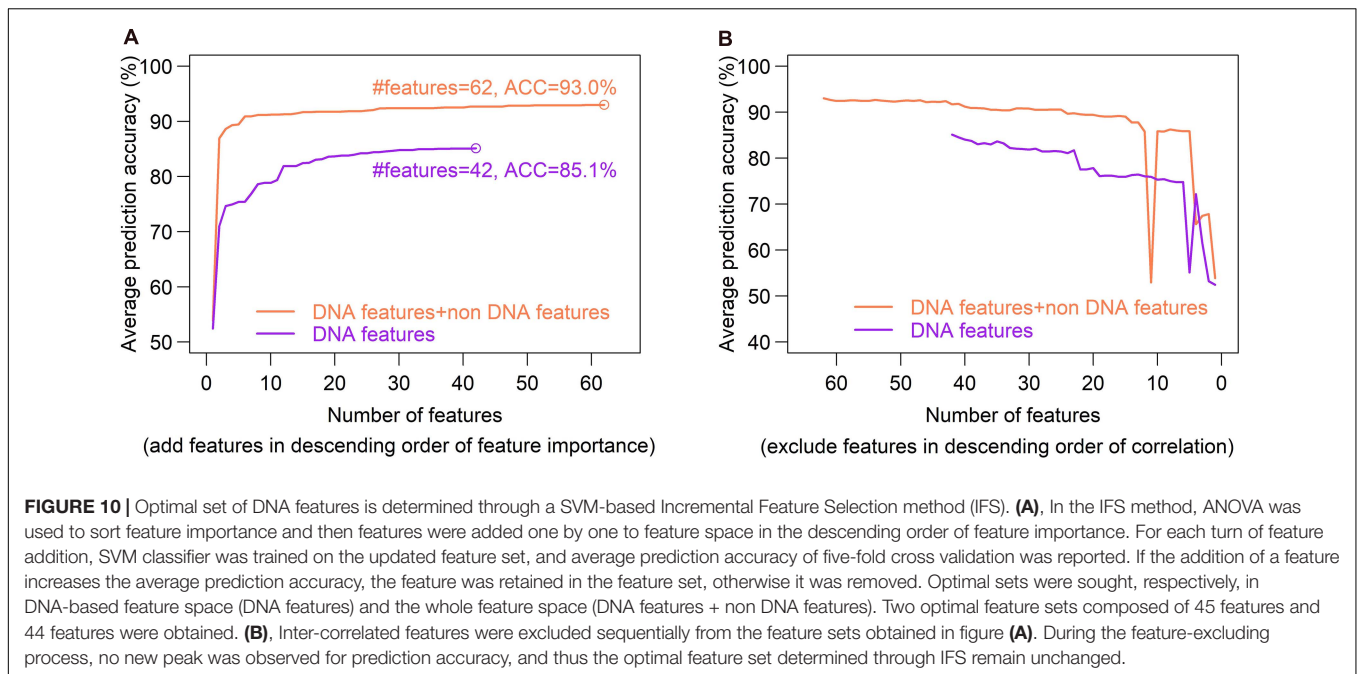 A
Average prediction accuracy (%)
100
90
80
70
60
50
#features=62, ACC=93.0%
#features=42, ACC=85.1%
DNA features+non DNA features
DNA features
0 10 20 30 40 50 60
Number of features
(add features in descending order of feature importance)
B
Average prediction accuracy (%)
100
90
80
70
60
50
40
DNA features+non DNA features
DNA features
60 50 40 30 20 10 0
Number of features
(exclude features in descending order of correlation)
FIGURE 10 | Optimal set of DNA features is determined through a SVM-based Incremental Feature Selection method (IFS). (A), In the IFS method, ANOVA was
used to sort feature importance and then features were added one by one to feature space in the descending order of feature importance. For each turn of feature
addition, SVM classifier was trained on the updated feature set, and average prediction accuracy of five-fold cross validation was reported. If the addition of a feature
increases the average prediction accuracy, the feature was retained in the feature set, otherwise it was removed. Optimal sets were sought, respectively, in
DNA-based feature space (DNA features) and the whole feature space (DNA features + non DNA features). Two optimal feature sets composed of 45 features and
44 features were obtained. (B), Inter-correlated features were excluded sequentially from the feature sets obtained in figure (A). During the feature-excluding
process, no new peak was observed for prediction accuracy, and thus the optimal feature set determined through IFS remain unchanged.